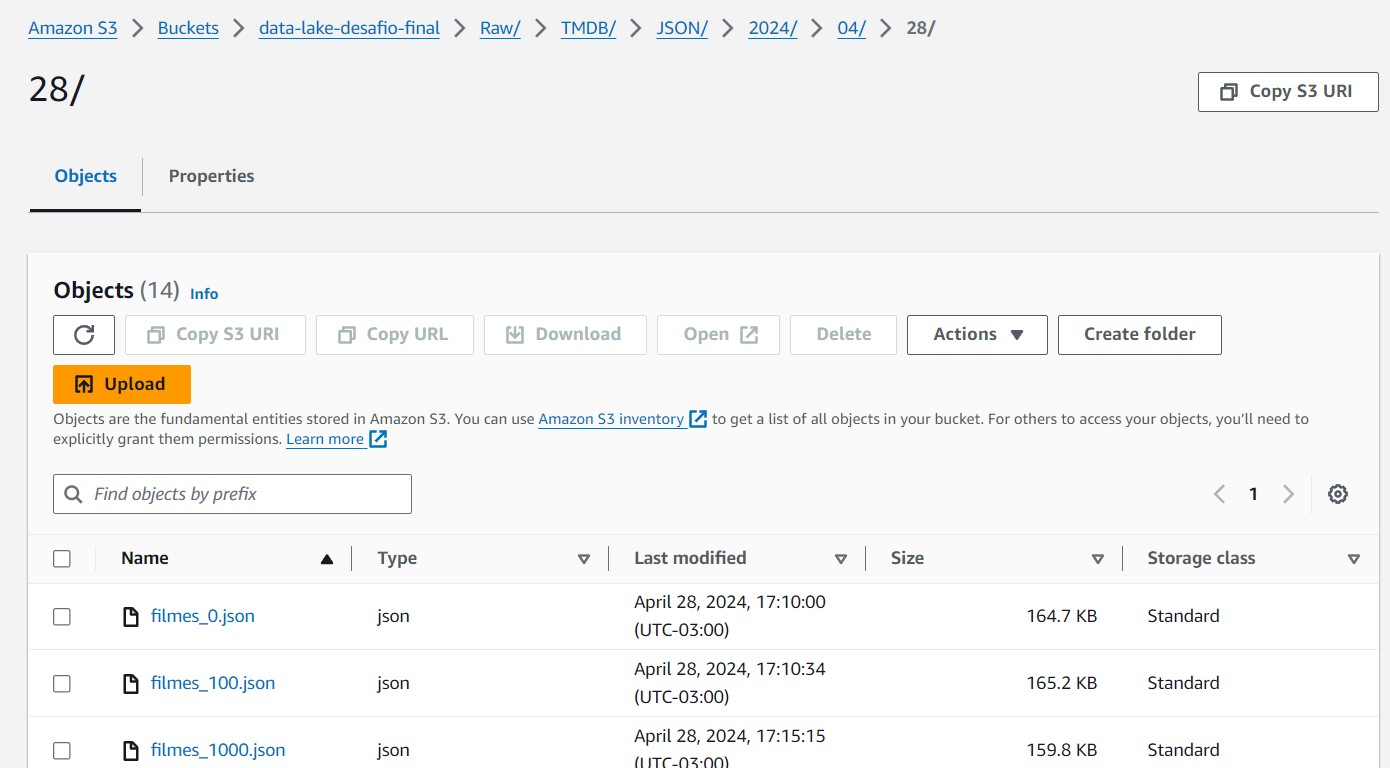 Amazon S3 > Buckets > data-lake-desafio-final > Raw/ > TMDB/ > JSON/ > 2024/ > 04/ > 28/
28/
Copy S3 URI
Objects Properties
Objects (14) Info
Copy S3 URI Copy URL Download Open Delete Actions Create folder
Upload
Objects are the fundamental entities stored in Amazon S3. You can use Amazon S3 inventory to get a list of all objects in your bucket. For others to access your objects, you'll need to
explicitly grant them permissions. Learn more
Find objects by prefix
1
Name Type Last modified Size Storage class
filmes_0.json json April 28, 2024, 17:10:00 (UTC-03:00) 164.7 KB Standard
filmes_100.json json April 28, 2024, 17:10:34 (UTC-03:00) 165.2 KB Standard
filmes_1000.json json April 28, 2024, 17:15:15 (UTC-03:00) 159.8 KB Standard